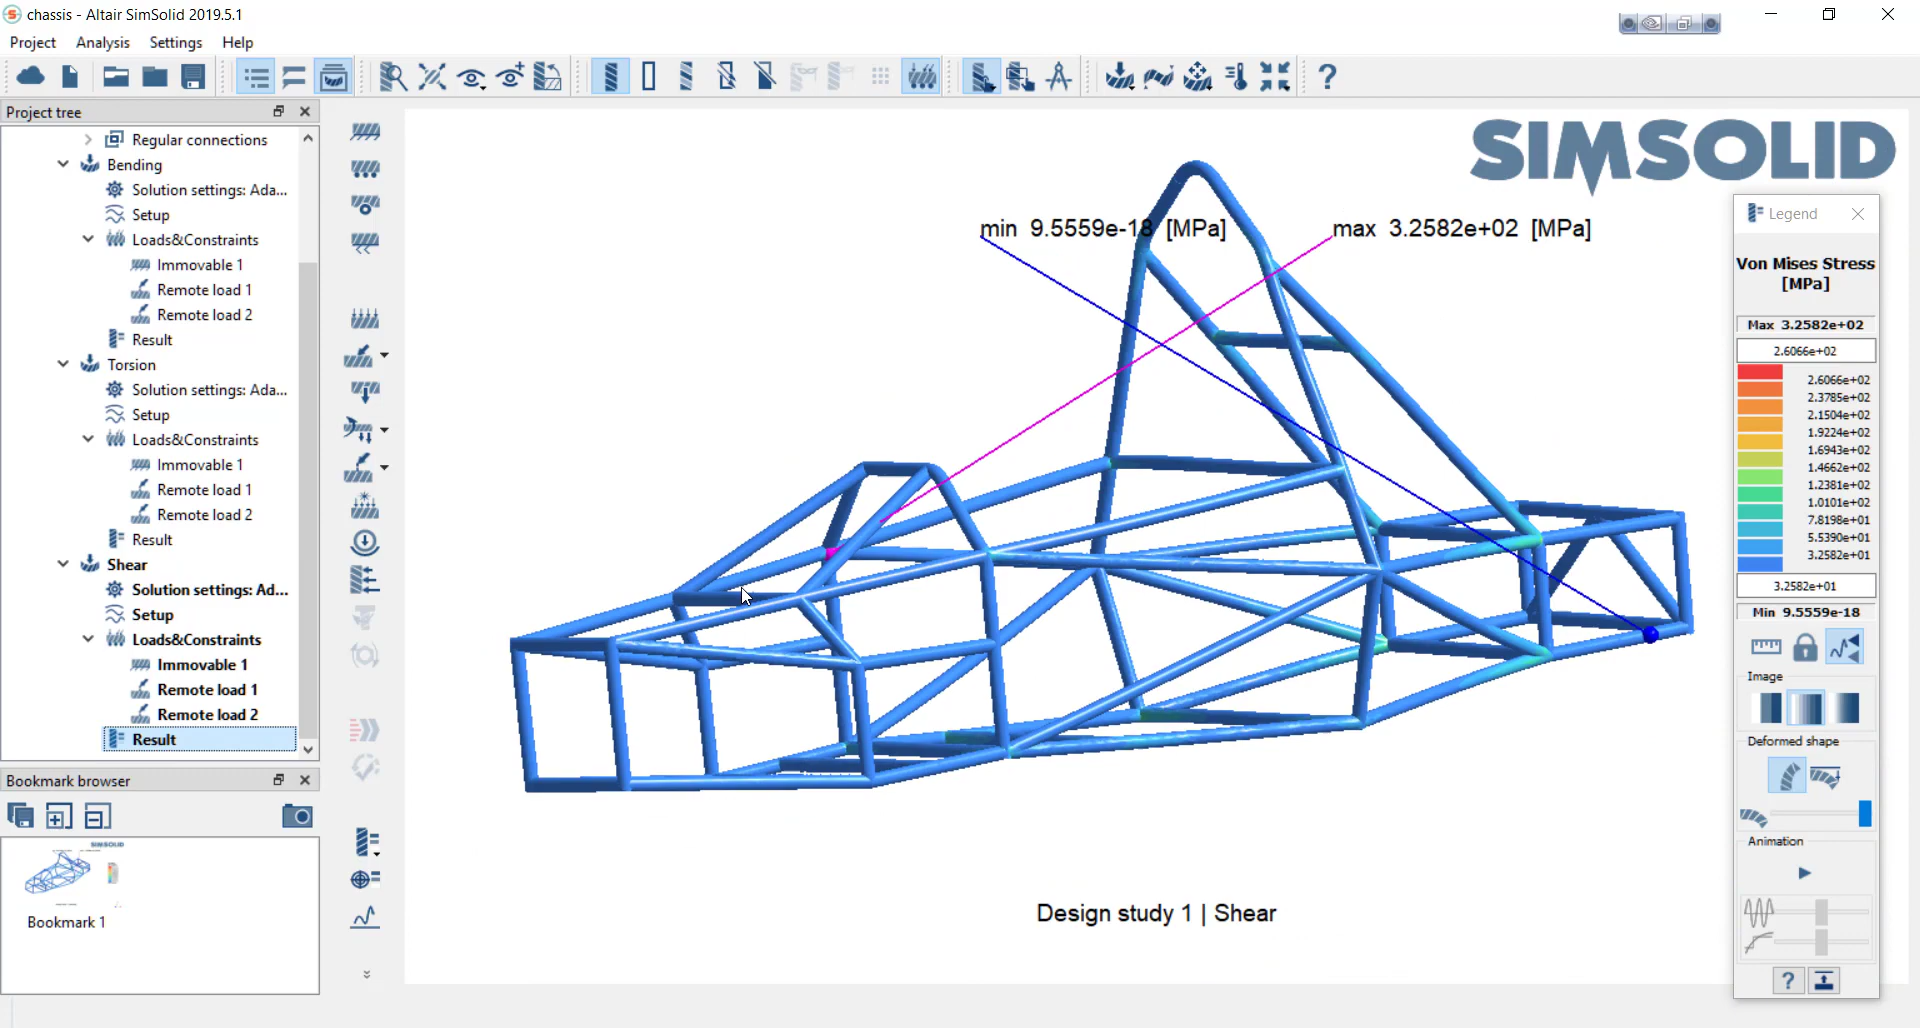 chassis - Altair SimSolid 2019.5.1
Project Analysis Settings Help
Project tree
Regular connections
Bending
Solution settings: Ada...
Setup
Loads&Constraints
Immovable 1
Remote load 1
Remote load 2
Result
Torsion
Solution settings: Ada...
Setup
Loads&Constraints
Immovable 1
Remote load 1
Remote load 2
Result
Shear
Solution settings: Ad...
Setup
Loads&Constraints
Immovable 1
Remote load 1
Remote load 2
Result
Bookmark browser
SIMSOLID
Bookmark 1
SIMSOLID
min 9.5559e-18 [MPa]
max 3.2582e+02 [MPa]
Design study 1 | Shear
Legend
Von Mises Stress
[MPa]
Max 3.2582e+02
2.6066e+02
2.6066e+02
2.3785e+02
2.1504e+02
1.9224e+02
1.6943e+02
1.4662e+02
1.2381e+02
1.0101e+02
7.8198e+01
5.5390e+01
3.2582e+01
3.2582e+01
Min 9.5559e-18
Image
Deformed shape
Animation